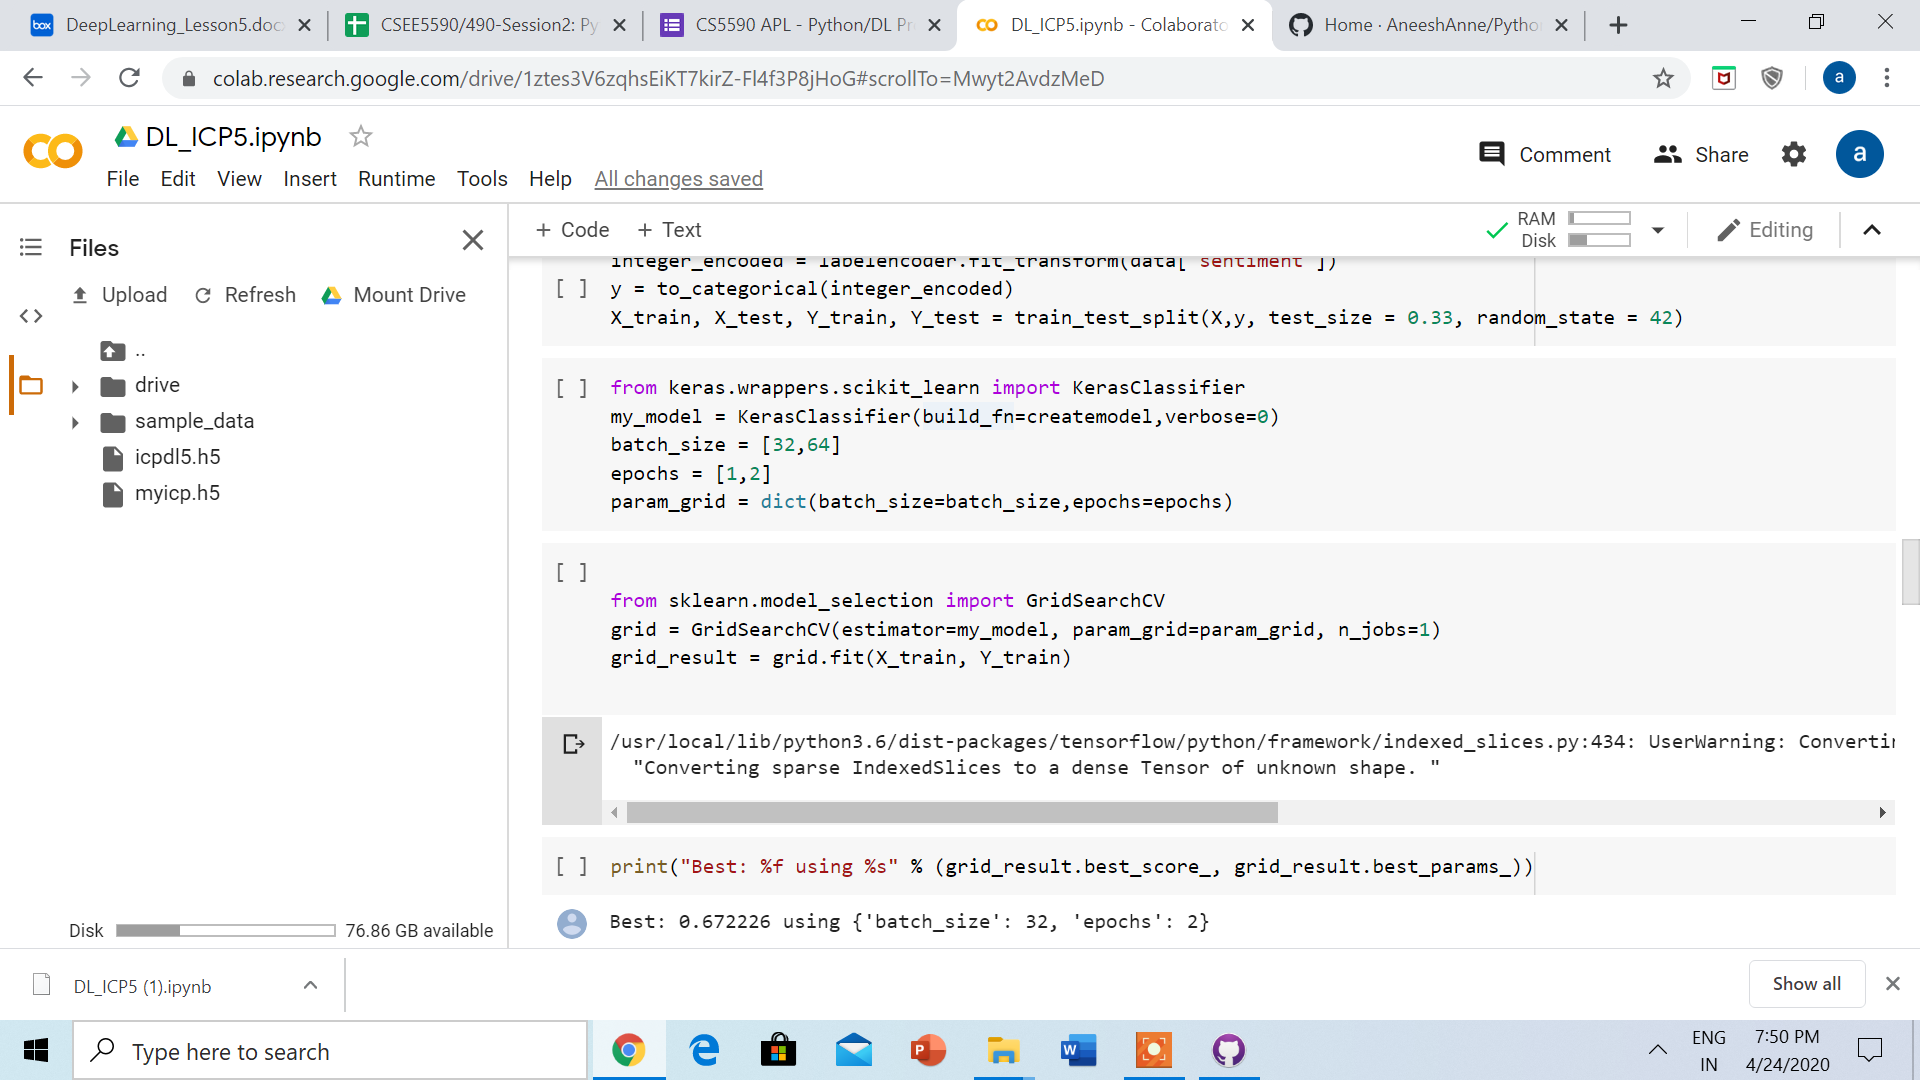 DeepLearning_Lesson5.doc
CSEE5590/490-Session2: Py
CS5590 APL - Python/DL Pr
DL_ICP5.ipynb - Colaborato
Home · AneeshAnne/Pytho
colab.research.google.com/drive/1ztes3V6zqhsEiKT7kirZ-Fl4f3P8jHoG#scrollTo=Mwyt2AvdzMeD
a
DL_ICP5.ipynb
Comment Share a
File Edit View Insert Runtime Tools Help All changes saved
Files
+ Code + Text
RAM
Disk
Editing
Upload Refresh Mount Drive
..
drive
sample_data
icpdl5.h5
myicp.h5
Disk 76.86 GB available
integer_encoded = labelencoder.fit_transform(data['sentiment'])
[ ] y = to_categorical(integer_encoded)
X_train, X_test, Y_train, Y_test = train_test_split(X,y, test_size = 0.33, random_state = 42)
[ ] from keras.wrappers.scikit_learn import KerasClassifier
my_model = KerasClassifier(build_fn=createmodel,verbose=0)
batch_size = [32,64]
epochs = [1,2]
param_grid = dict(batch_size=batch_size,epochs=epochs)
[ ]
from sklearn.model_selection import GridSearchCV
grid = GridSearchCV(estimator=my_model, param_grid=param_grid, n_jobs=1)
grid_result = grid.fit(X_train, Y_train)
/usr/local/lib/python3.6/dist-packages/tensorflow/python/framework/indexed_slices.py:434: UserWarning: Convertin
"Converting sparse IndexedSlices to a dense Tensor of unknown shape. "
[ ] print("Best: %f using %s" % (grid_result.best_score_, grid_result.best_params_))
Best: 0.672226 using {'batch_size': 32, 'epochs': 2}
DL_ICP5 (1).ipynb
Show all
Type here to search
ENG
IN
7:50 PM
4/24/2020